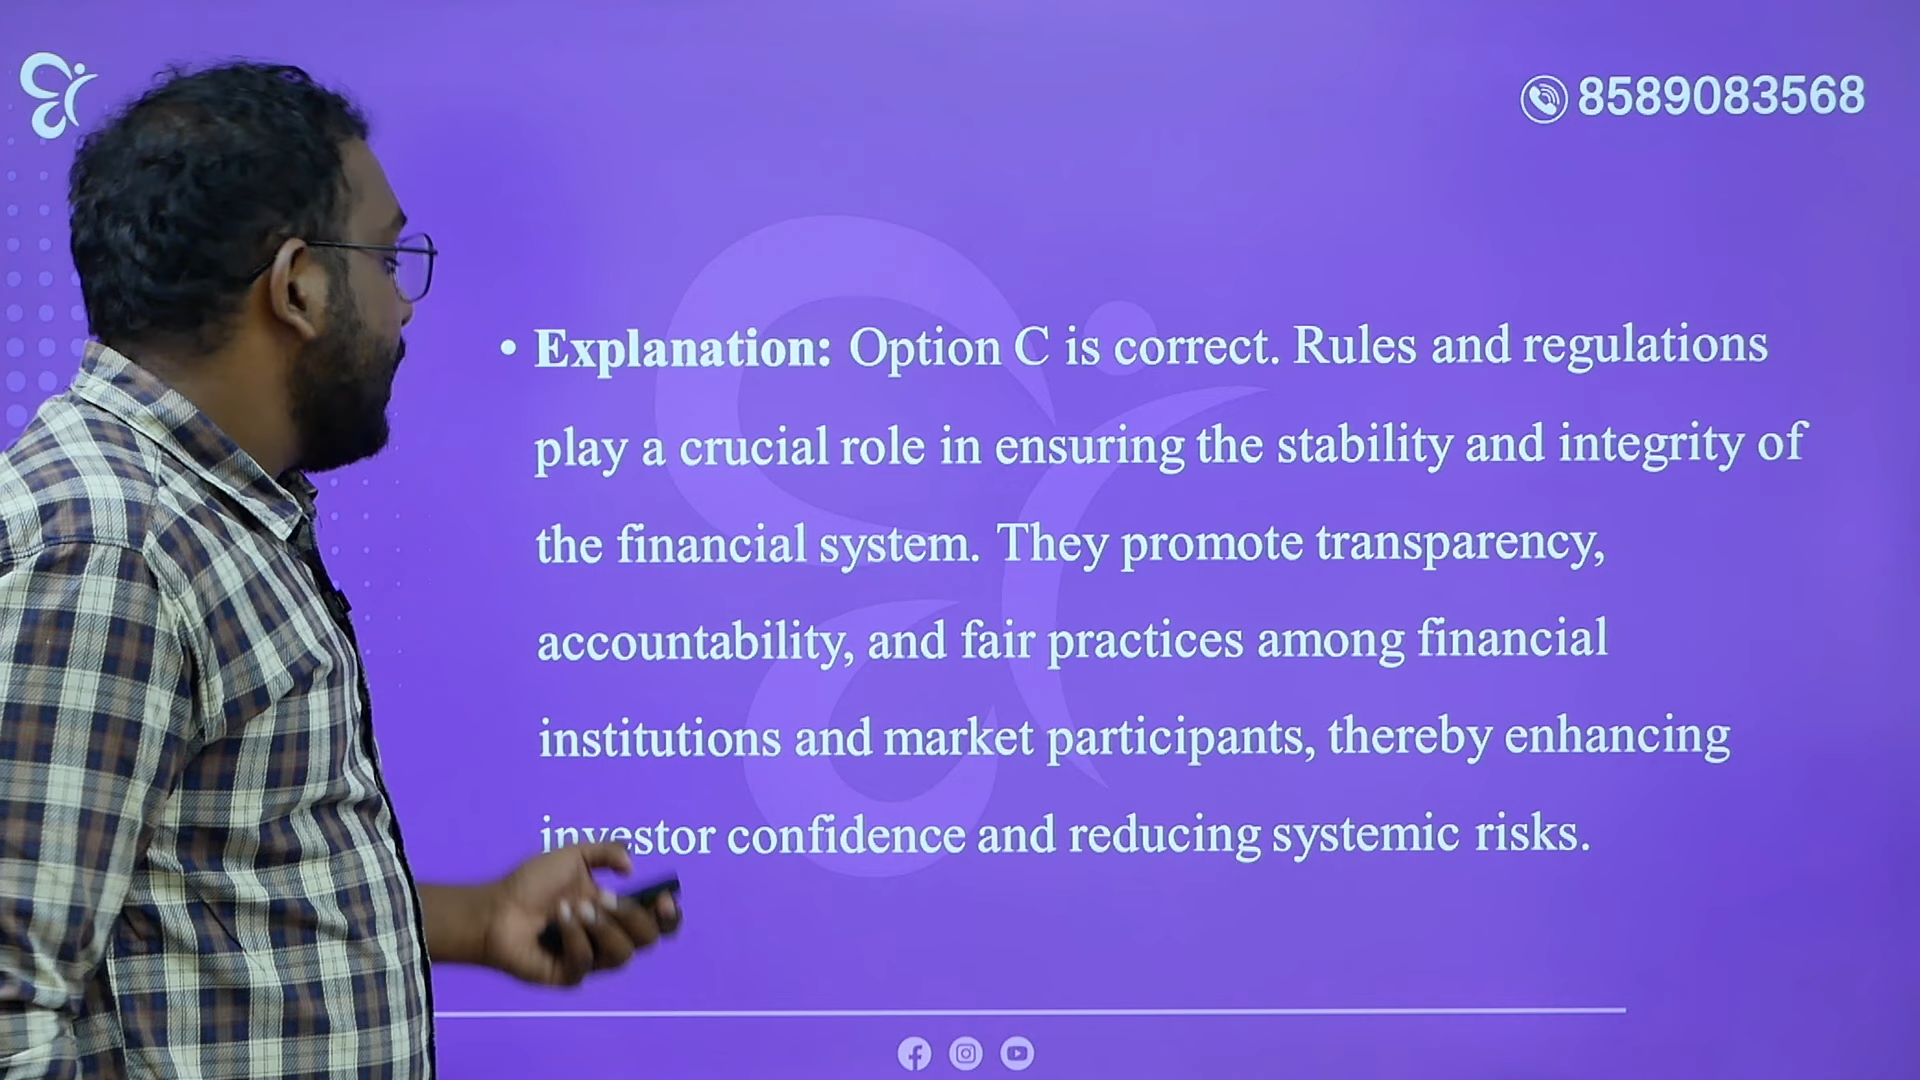 8589083568
• Explanation: Option C is correct. Rules and regulations
play a crucial role in ensuring the stability and integrity of
the financial system. They promote transparency,
accountability, and fair practices among financial
institutions and market participants, thereby enhancing
investor confidence and reducing systemic risks.